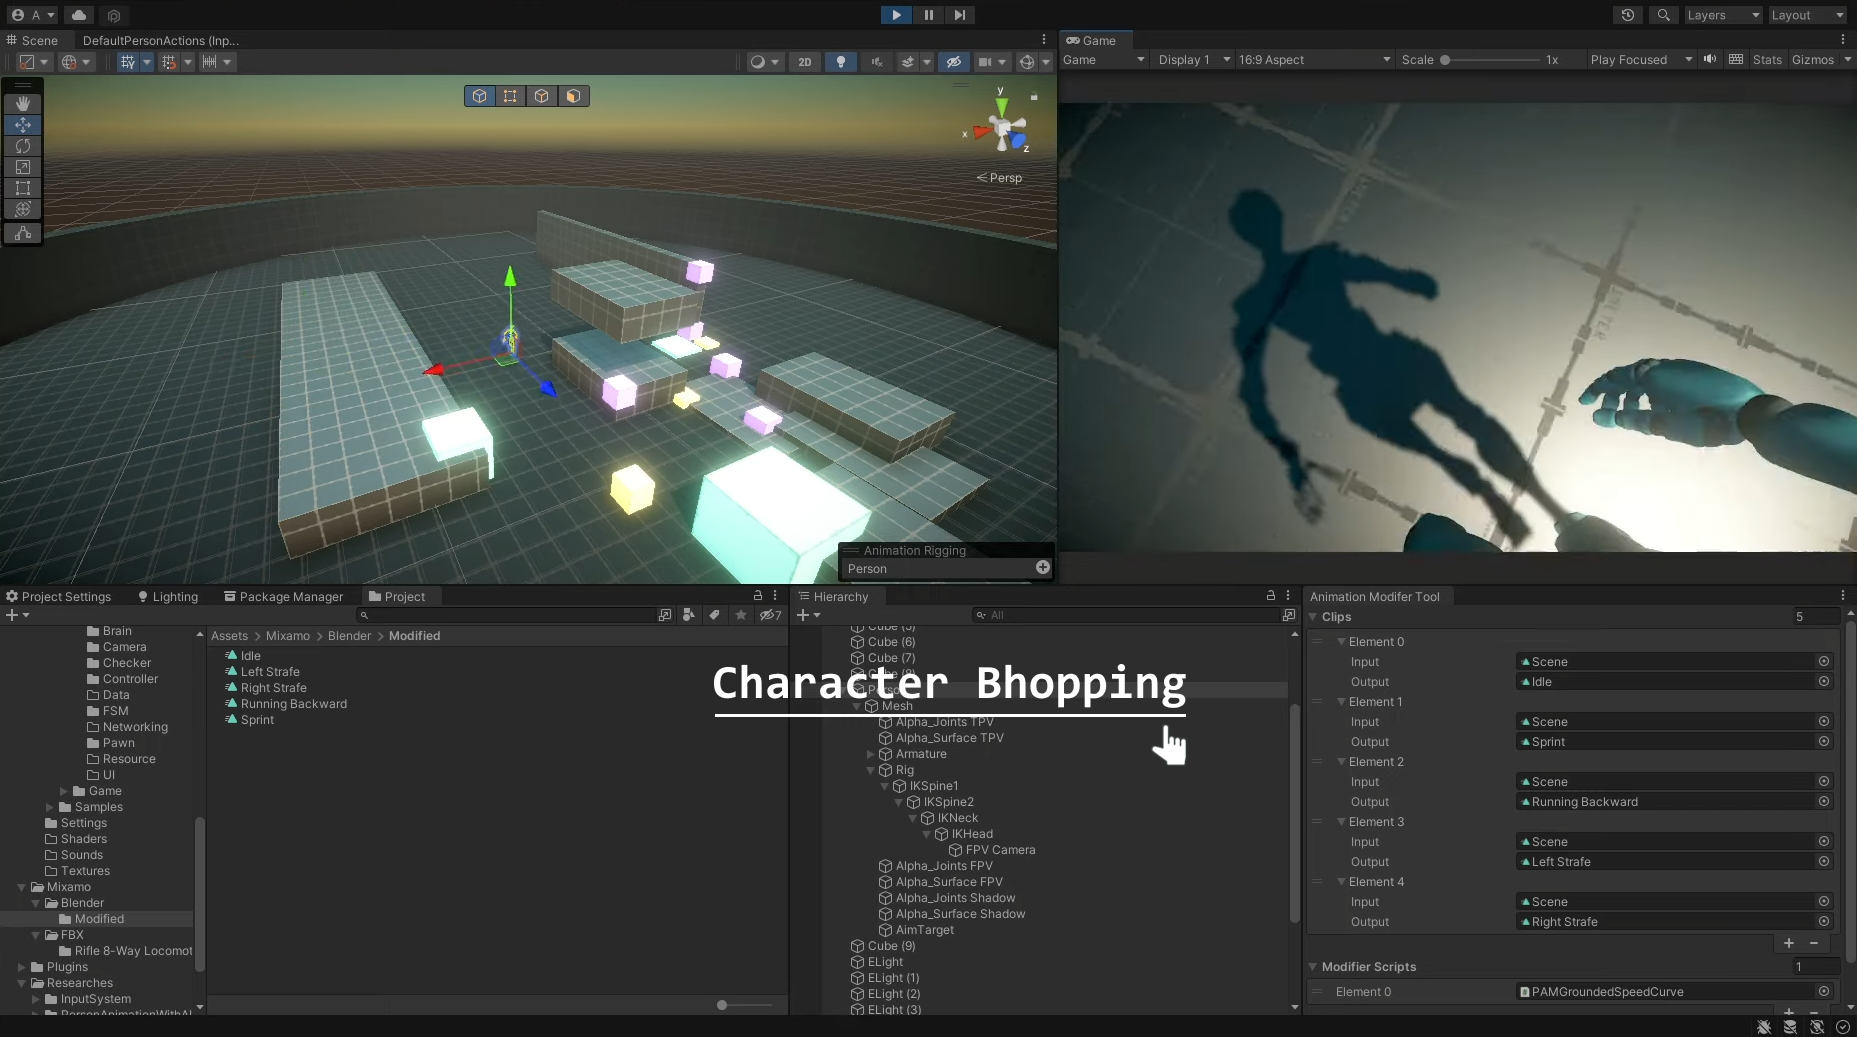 A
Layers
Layout
Scene
DefaultPersonActions (Inp...
Game
2D
Game
Display 1
16:9 Aspect
Scale
1x
Play Focused
Stats
Gizmos
y
x
z
Persp
Animation Rigging
Person
Project Settings
Lighting
Package Manager
Project
7
Brain
Camera
Checker
Controller
Data
FSM
Networking
Pawn
Resource
UI
Game
Samples
Settings
Shaders
Sounds
Textures
Mixamo
Blender
Modified
FBX
Rifle 8-Way Locomot
Plugins
Researches
InputSystem
Assets > Mixamo > Blender > Modified
Idle
Left Strafe
Right Strafe
Running Backward
Sprint
Hierarchy
All
Cube (5)
Cube (6)
Cube (7)
Character Bhopping
Mesh
Alpha_Joints TPV
Alpha_Surface TPV
Armature
Rig
IKSpine1
IKSpine2
IKNeck
IKHead
FPV Camera
Alpha_Joints FPV
Alpha_Surface FPV
Alpha_Joints Shadow
Alpha_Surface Shadow
AimTarget
Cube (9)
ELight
ELight (1)
ELight (2)
ELight (3)
Animation Modifer Tool
Clips 5
Element 0
Input Scene
Output Idle
Element 1
Input Scene
Output Sprint
Element 2
Input Scene
Output Running Backward
Element 3
Input Scene
Output Left Strafe
Element 4
Input Scene
Output Right Strafe
Modifier Scripts 1
Element 0 PAMGroundedSpeedCurve